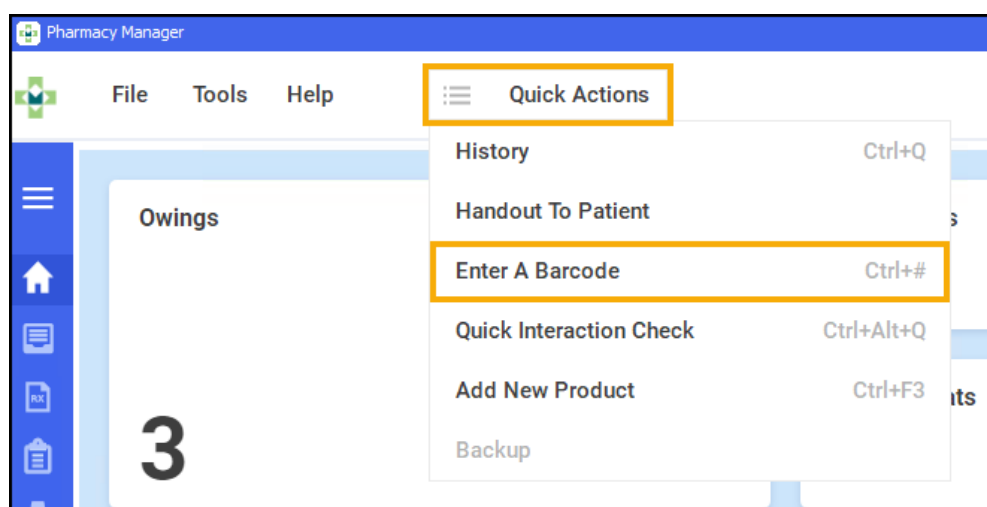 Pharmacy Manager
File Tools Help Quick Actions
History Ctrl+Q
Owings
Handout To Patient
Enter A Barcode Ctrl+#
Quick Interaction Check Ctrl+Alt+Q
RX
Add New Product Ctrl+F3
3
Backup